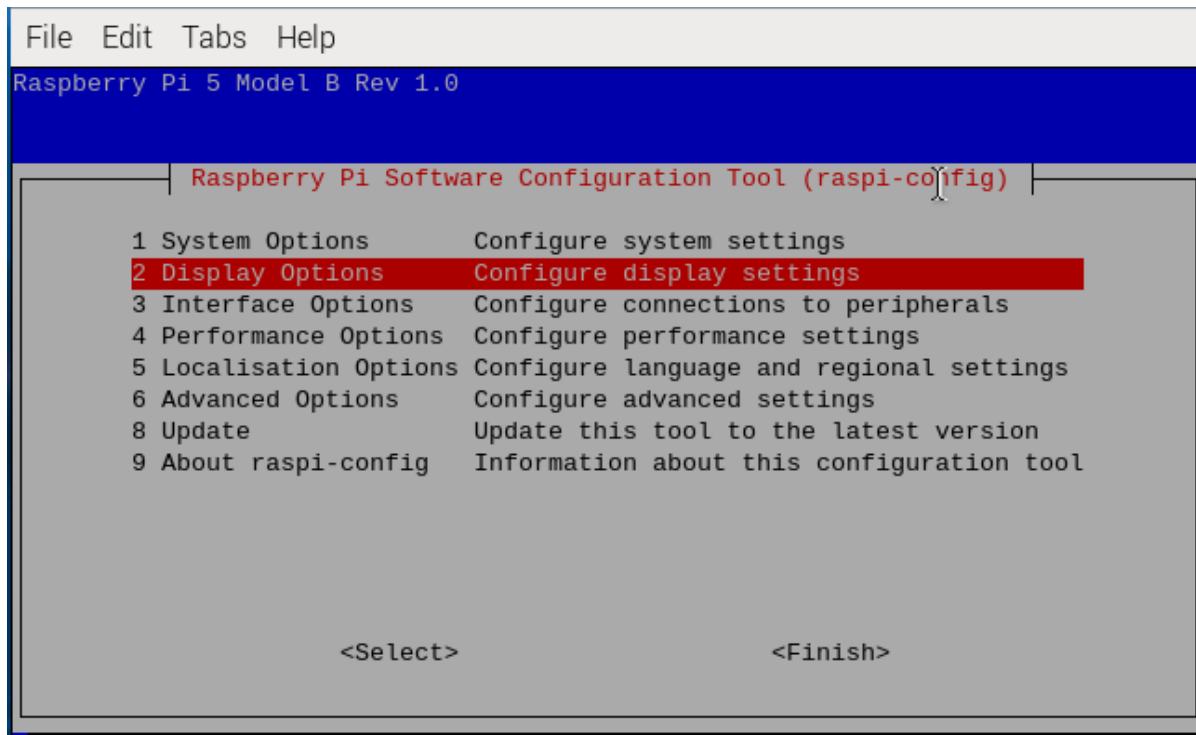 File Edit Tabs Help
Raspberry Pi 5 Model B Rev 1.0
Raspberry Pi Software Configuration Tool (raspi-config)
1 System Options Configure system settings
2 Display Options Configure display settings
3 Interface Options Configure connections to peripherals
4 Performance Options Configure performance settings
5 Localisation Options Configure language and regional settings
6 Advanced Options Configure advanced settings
8 Update Update this tool to the latest version
9 About raspi-config Information about this configuration tool
<Select> <Finish>